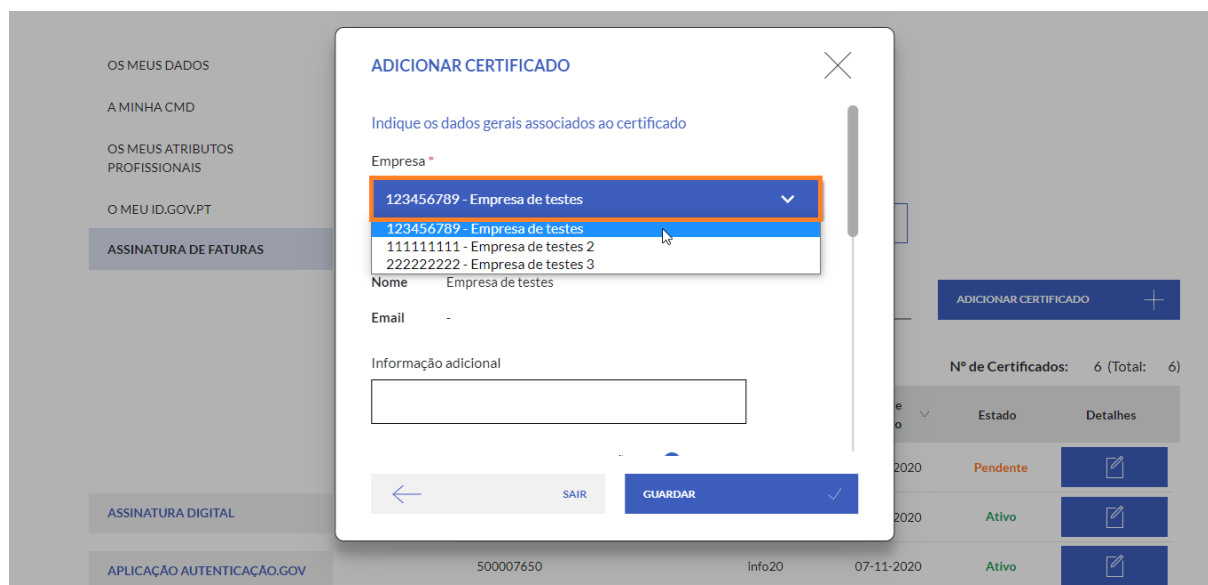 OS MEUS DADOS
A MINHA CMD
OS MEUS ATRIBUTOS
PROFISSIONAIS
O MEU ID.GOV.PT
ASSINATURA DE FATURAS
ASSINATURA DIGITAL
APLICAÇÃO AUTENTICAÇÃO.GOV
ADICIONAR CERTIFICADO
Indique os dados gerais associados ao certificado
Empresa *
123456789 - Empresa de testes
123456789 - Empresa de testes
111111111 - Empresa de testes 2
222222222 - Empresa de testes 3
Nome Empresa de testes
Email -
Informação adicional
SAIR
GUARDAR
ADICIONAR CERTIFICADO
Nº de Certificados: 6 (Total: 6)
Estado Detalhes
2020 Pendente
2020 Ativo
500007650 info20 07-11-2020 Ativo